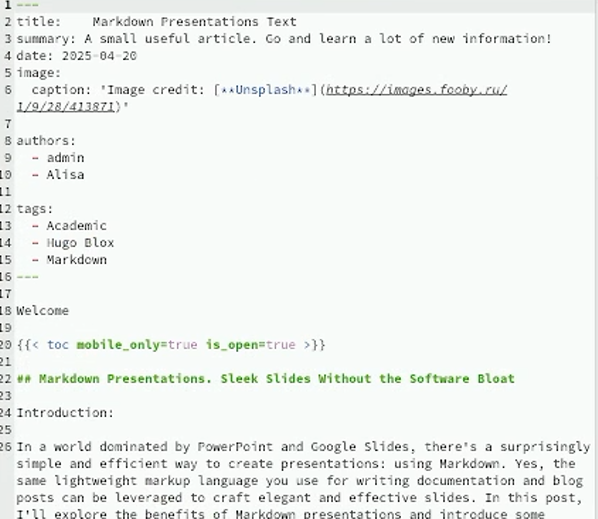 1 ---
2 title:    Markdown Presentations Text
3 summary: A small useful article. Go and learn a lot of new information!
4 date: 2025-04-20
5 image:
6   caption: 'Image credit: [**Unsplash**](https://images.fooby.ru/
1/9/28/413871)'
7
8 authors:
9   - admin
10   - Alisa
11
12 tags:
13   - Academic
14   - Hugo Blox
15   - Markdown
16 ---
17
18 Welcome
19
20 {{< toc mobile_only=true is_open=true >}}
21
22 ## Markdown Presentations. Sleek Slides Without the Software Bloat
23
24 Introduction:
25
26 In a world dominated by PowerPoint and Google Slides, there's a surprisingly
simple and efficient way to create presentations: using Markdown. Yes, the
same lightweight markup language you use for writing documentation and blog
posts can be leveraged to craft elegant and effective slides. In this post,
I'll explore the benefits of Markdown presentations and introduce some